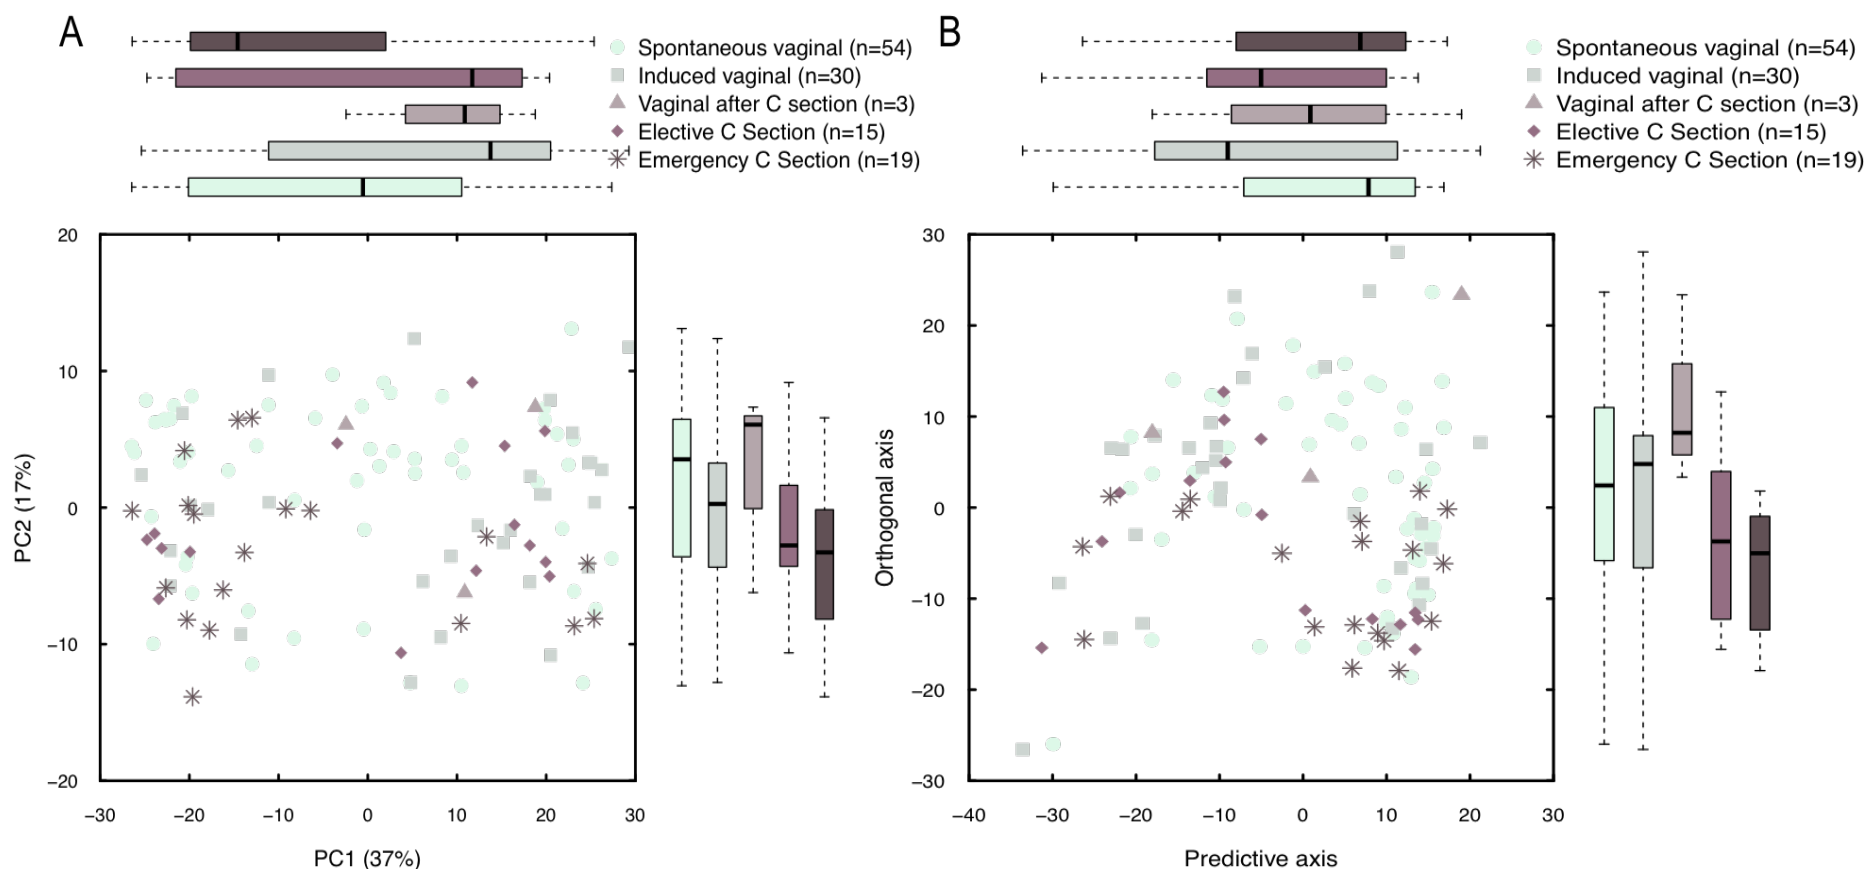 A
Spontaneous vaginal (n=54)
Induced vaginal (n=30)
Vaginal after C section (n=3)
Elective C Section (n=15)
Emergency C Section (n=19)
20
10
0
−10
−20
PC2 (17%)
−30 −20 −10 0 10 20 30
PC1 (37%)
B
Spontaneous vaginal (n=54)
Induced vaginal (n=30)
Vaginal after C section (n=3)
Elective C Section (n=15)
Emergency C Section (n=19)
30
20
10
0
−10
−20
−30
Orthogonal axis
−40 −30 −20 −10 0 10 20 30
Predictive axis